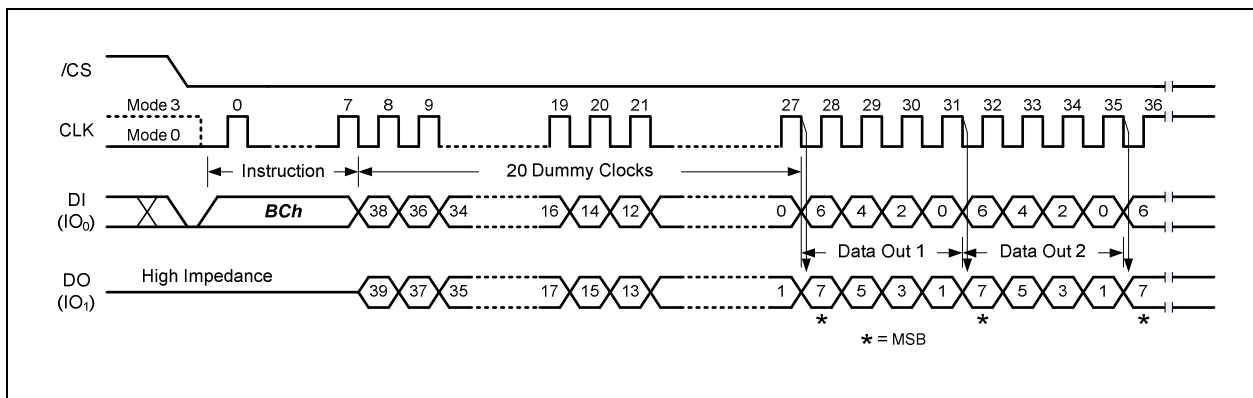 /CS
Mode 3 0 7 8 9 19 20 21 27 28 29 30 31 32 33 34 35 36
CLK Mode 0
Instruction 20 Dummy Clocks
DI (IO0) BCh 38 36 34 16 14 12 0 6 4 2 0 6 4 2 0 6
Data Out 1 Data Out 2
High Impedance
DO (IO1) 39 37 35 17 15 13 1 7 5 3 1 7 5 3 1 7
* * *
* = MSB